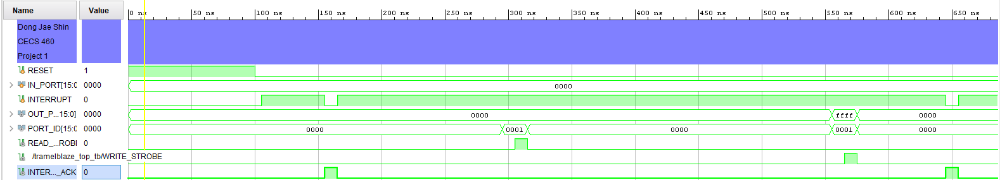 Name Value 0 ns 50 ns 100 ns 150 ns 200 ns 250 ns 300 ns 350 ns 400 ns 450 ns 500 ns 550 ns 600 ns 650 ns
Dong Jae Shin
CECS 460
Project 1
RESET 1
IN_PORT[15:0 0000 0000
INTERRUPT 0
OUT_P...15:0] 0000 0000 ffff 0000
PORT_ID[15:0 0000 0000 0001 0000 0001 0000
READ_...ROBI 0
/tramelblaze_top_tb/WRITE_STROBE
INTER..._ACK 0